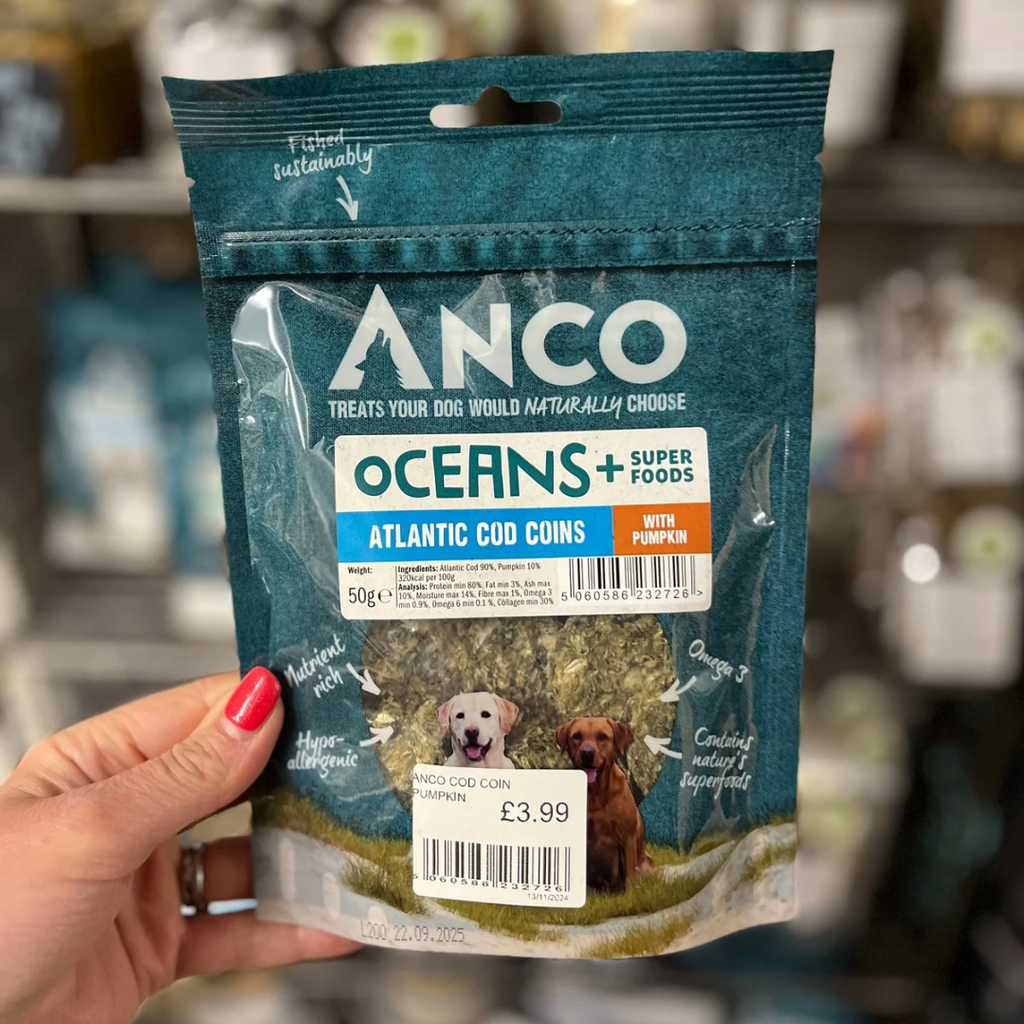 Fished
sustainably
ANCO
TREATS YOUR DOG WOULD NATURALLY CHOOSE
OCEANS+ SUPER
FOODS
ATLANTIC COD COINS
WITH
PUMPKIN
Weight:
50g e
Ingredients: Atlantic Cod 90%, Pumpkin 10%
320kcal per 100g
Analysis: Protein min 80%, Fat min 3%, Ash max
10%, Moisture max 14%, Fibre max 1%, Omega 3
min 0.9%, Omega 6 min 0.1 %, Collagen min 30%
5 060586 232726 >
Nutrient
rich
Omega 3
Hypo-
allergenic
Contains
nature's
superfoods
ANCO COD COIN
PUMPKIN
£3.99
5 060586 232726
13/11/2024
L200 22.09.2025